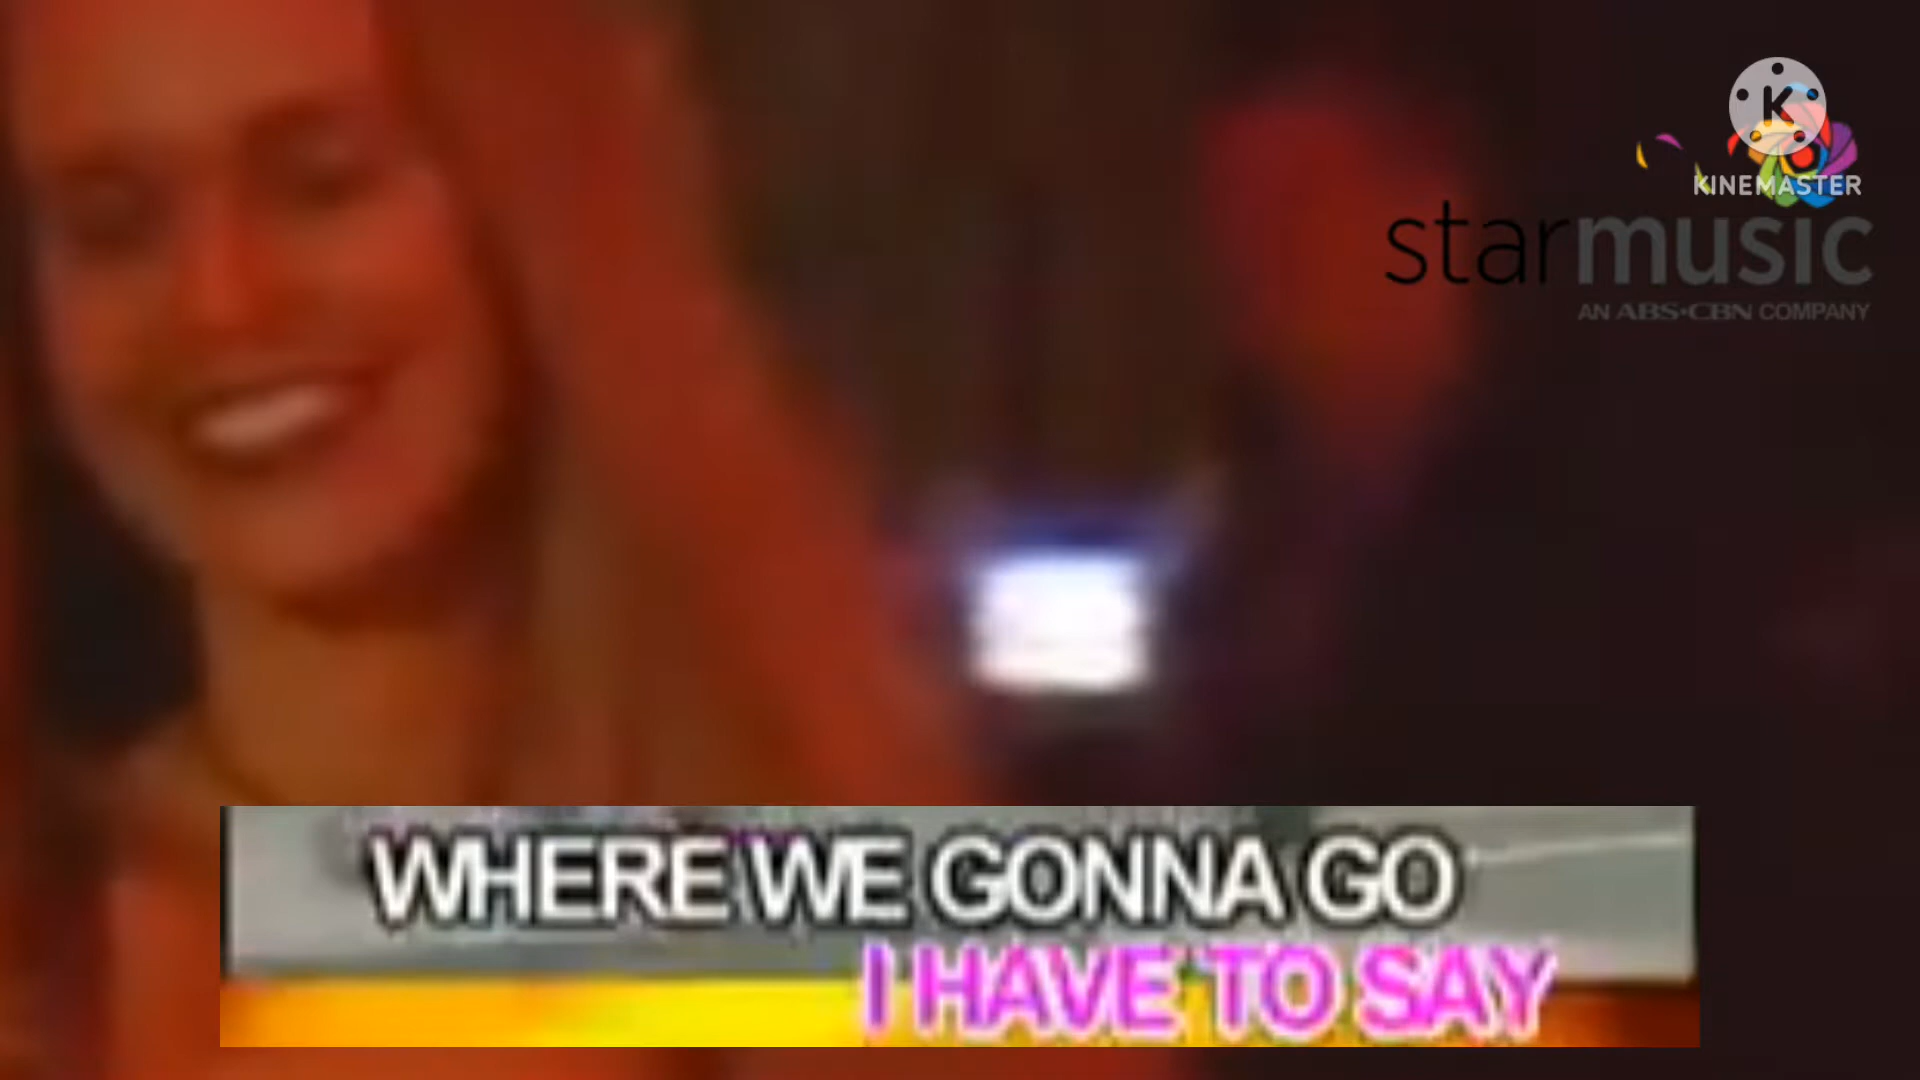 K
KINEMASTER
starmusic
AN ABS-CBN COMPANY
WHERE WE GONNA GO
I HAVE TO SAY